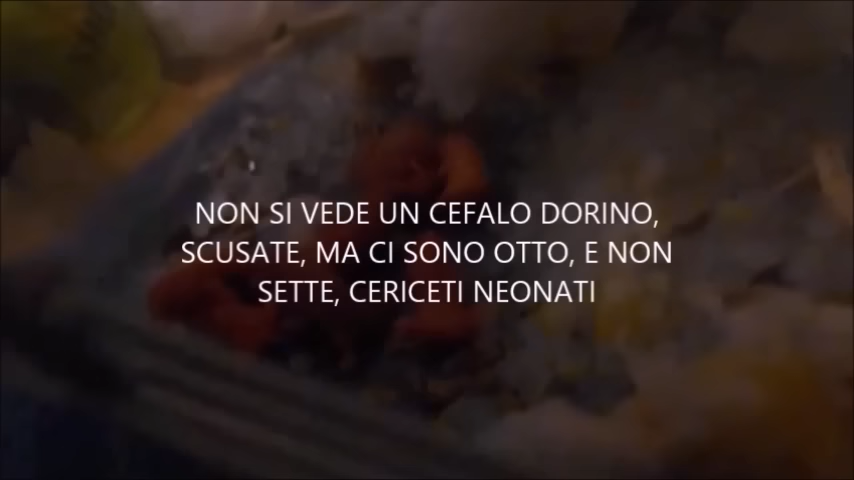 NON SI VEDE UN CEFALO DORINO,
SCUSATE, MA CI SONO OTTO, E NON
SETTE, CERICETI NEONATI